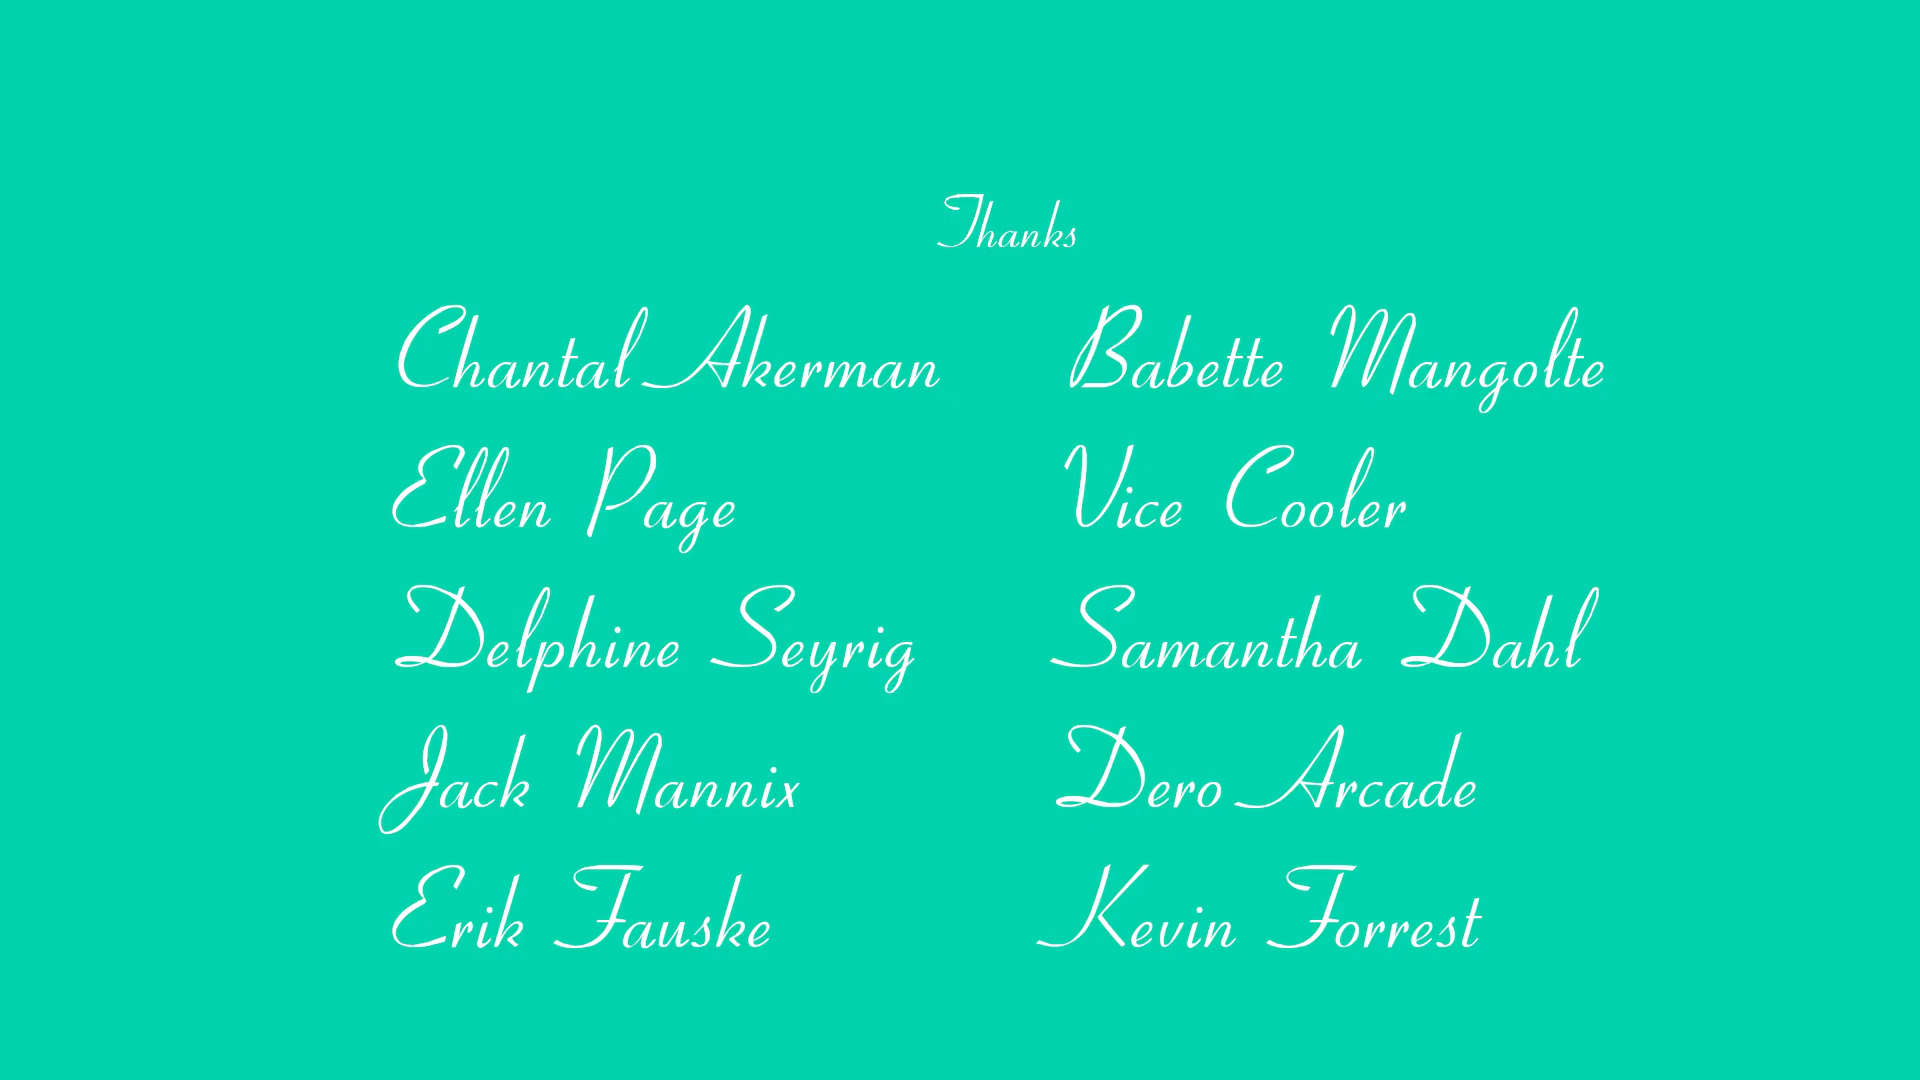 Thanks
Chantal Akerman Babette Mangolte
Ellen Page Vice Cooler
Delphine Seyrig Samantha Dahl
Jack Mannix Dero Arcade
Erik Fauske Kevin Forrest